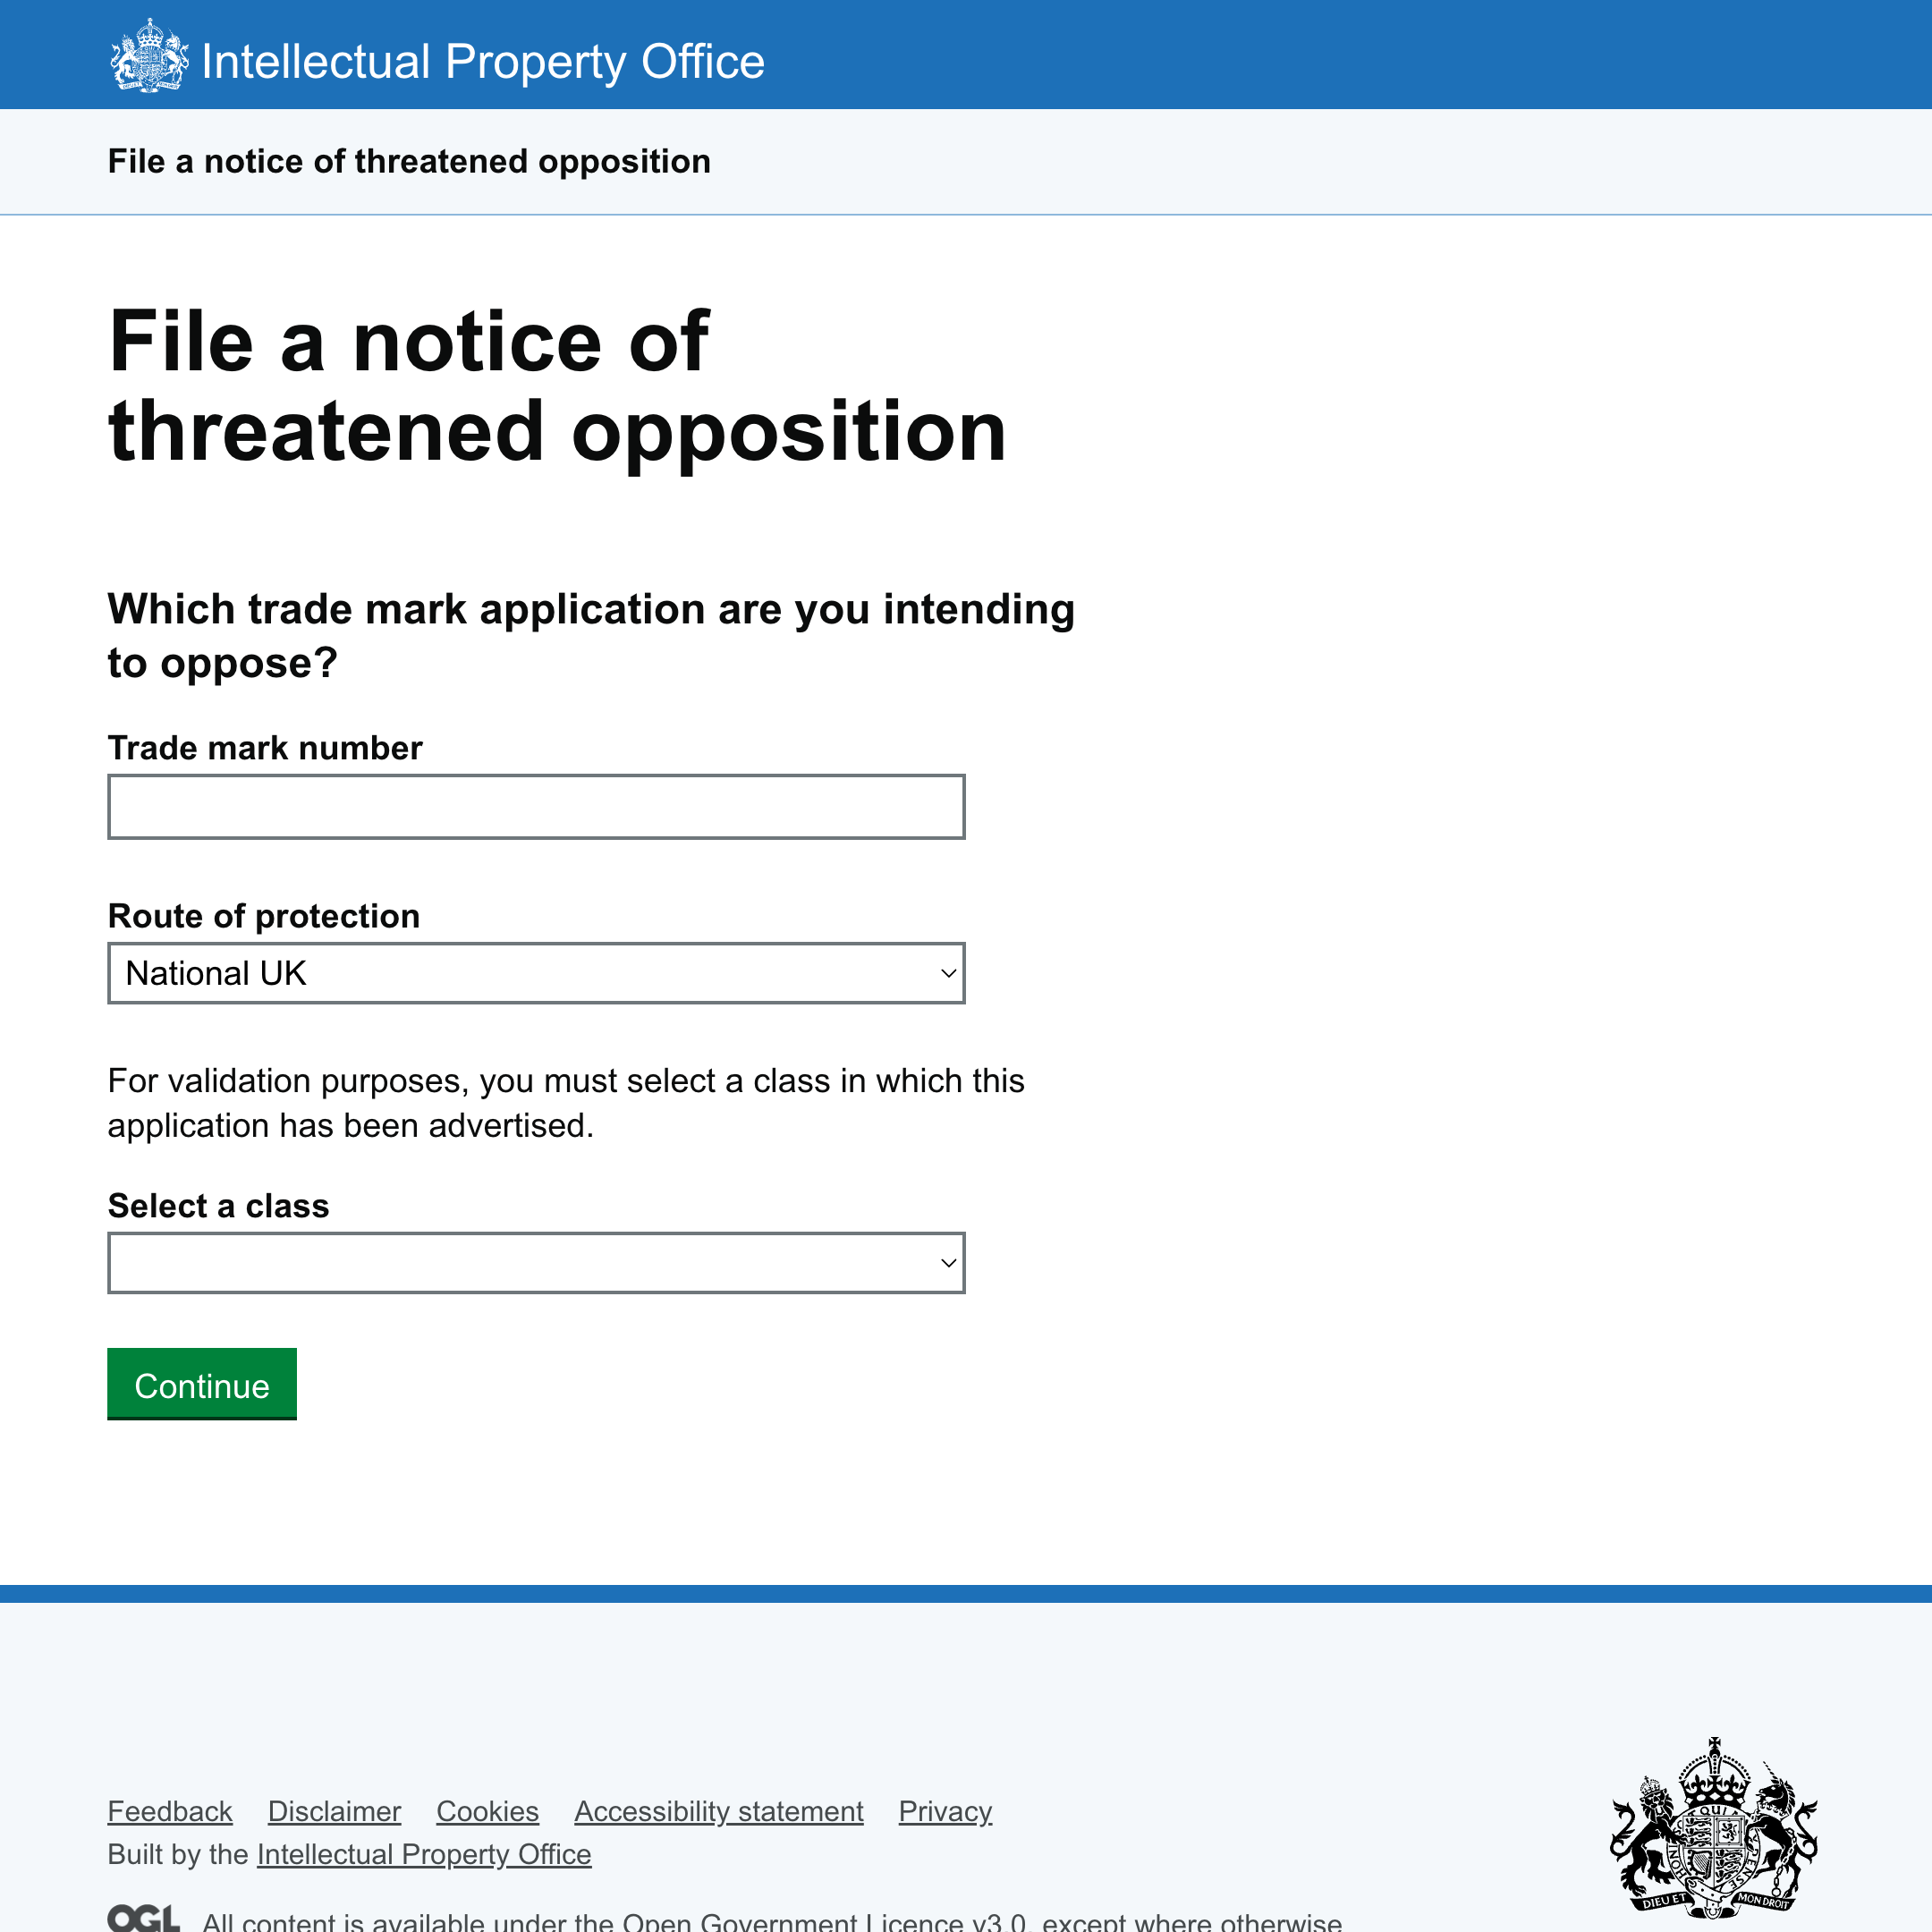 Intellectual Property Office
File a notice of threatened opposition
File a notice of
threatened opposition
Which trade mark application are you intending
to oppose?
Trade mark number
Route of protection
National UK
For validation purposes, you must select a class in which this
application has been advertised.
Select a class
Continue
Feedback Disclaimer Cookies Accessibility statement Privacy
Built by the Intellectual Property Office
OGL All content is available under the Open Government Licence v3.0, except where otherwise
QUI
HONI
PENSE
DIEU ET MON DROIT